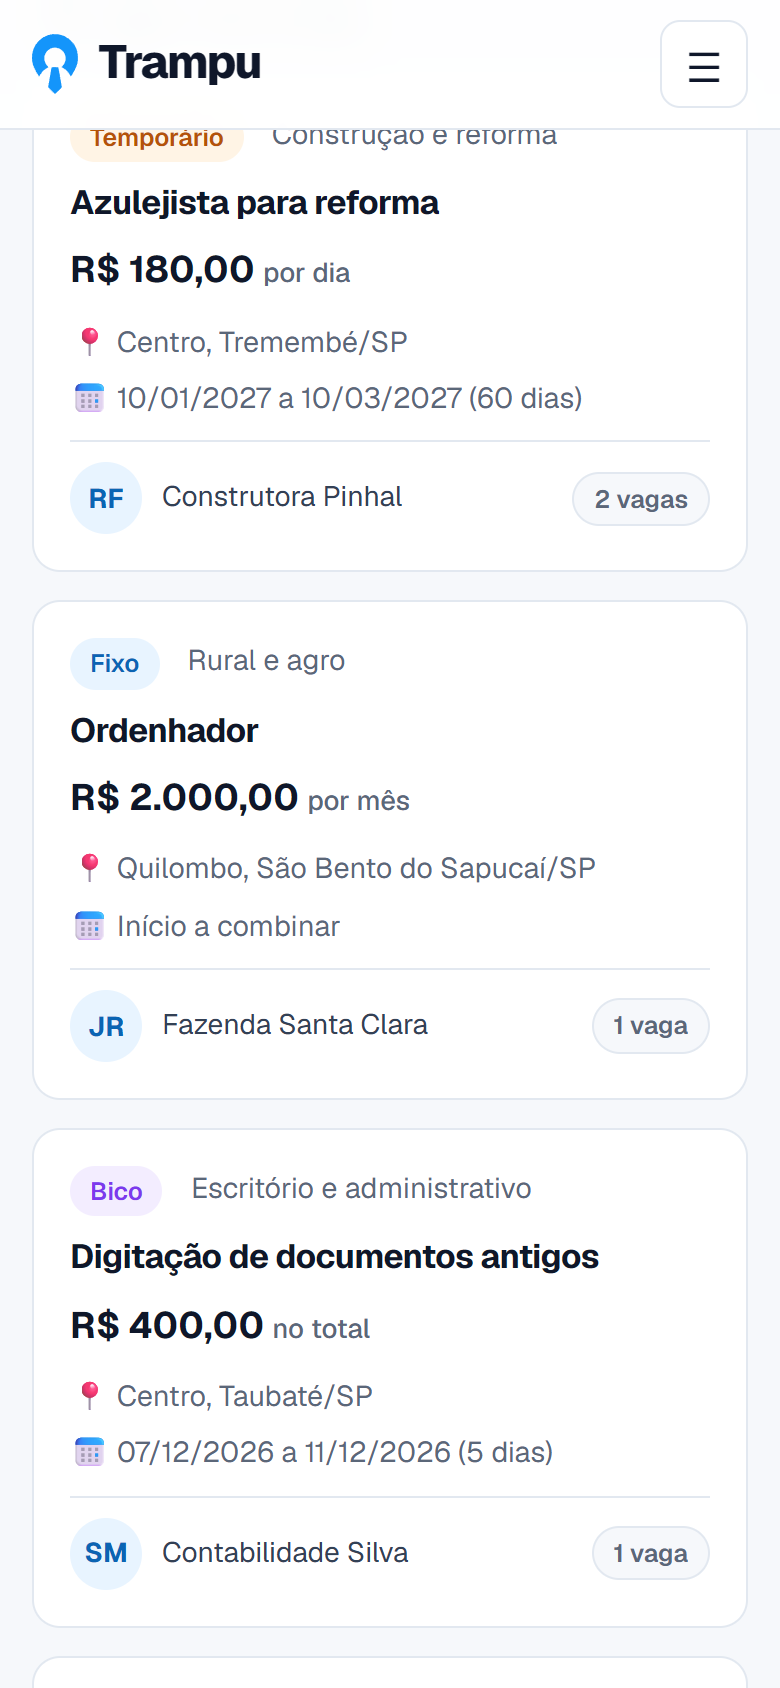 Trampu
Temporário Construção e reforma
Azulejista para reforma
R$ 180,00 por dia
Centro, Tremembé/SP
10/01/2027 a 10/03/2027 (60 dias)
RF Construtora Pinhal 2 vagas
Fixo Rural e agro
Ordenhador
R$ 2.000,00 por mês
Quilombo, São Bento do Sapucaí/SP
Início a combinar
JR Fazenda Santa Clara 1 vaga
Bico Escritório e administrativo
Digitação de documentos antigos
R$ 400,00 no total
Centro, Taubaté/SP
07/12/2026 a 11/12/2026 (5 dias)
SM Contabilidade Silva 1 vaga